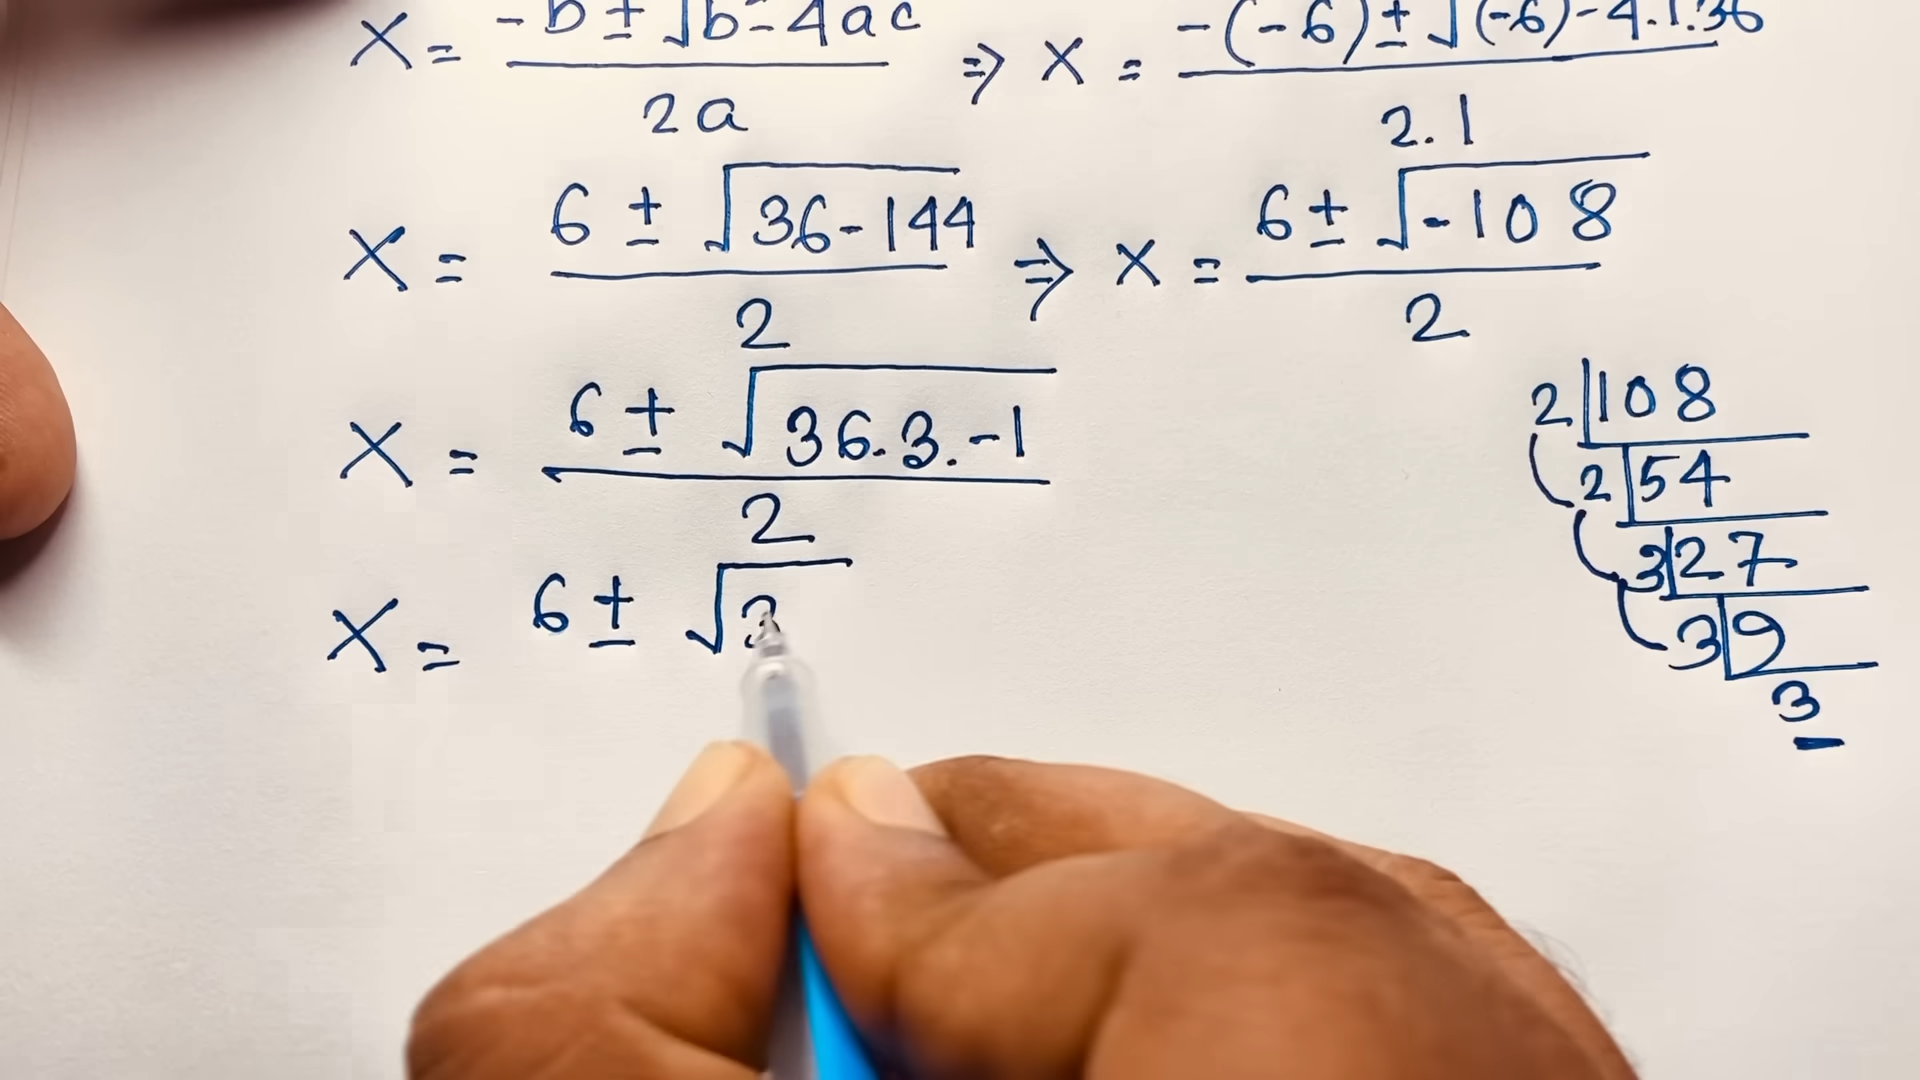 X = -b ± √b² - 4ac / 2a ⇒ X = -(-6) ± √(-6)² - 4.1.36 / 2.1
X = 6 ± √36-144 / 2 ⇒ X = 6 ± √-108 / 2
X = 6 ± √36.3.-1 / 2
X = 6 ± √3
2 108
2 54
3 27
3 9
3